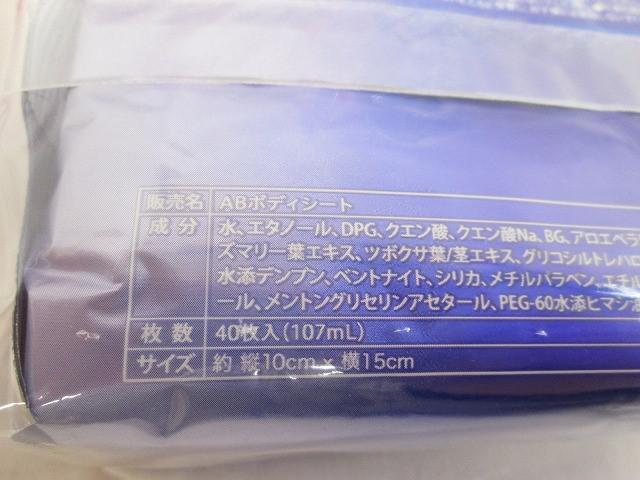 販売名 ABボディシート
成分 水、エタノール、DPG、クエン酸、クエン酸Na、BG、アロエベラ
ズマリー葉エキス、ツボクサ葉/茎エキス、グリコシルトレハロ
水添デンプン、ベントナイト、シリカ、メチルパラベン、エチル
ール、メントングリセリンアセタール、PEG-60水添ヒマシ
枚数 40枚入(107mL)
サイズ 約 縦10cm × 横15cm